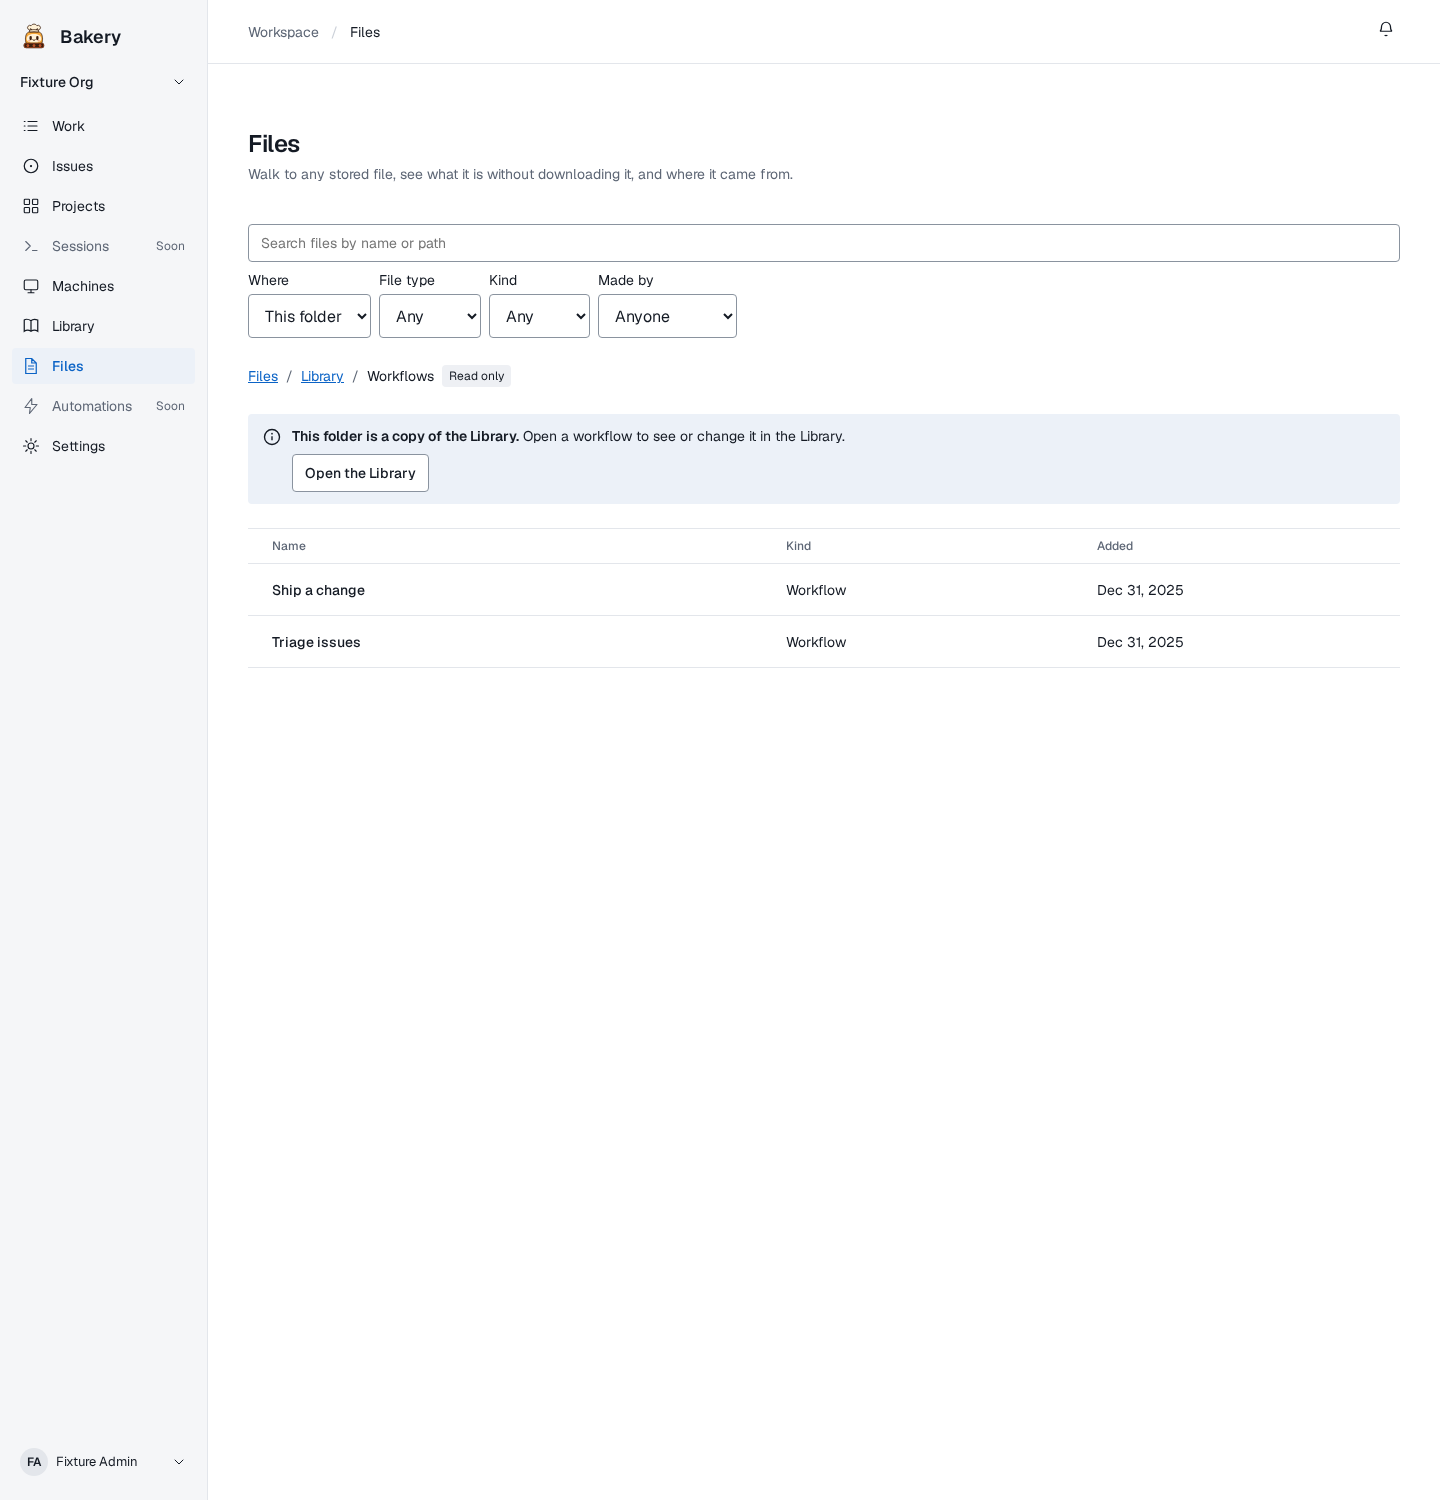 Bakery
Fixture Org
Work
Issues
Projects
Sessions Soon
Machines
Library
Files
Automations Soon
Settings
FA Fixture Admin
Workspace / Files
Files
Walk to any stored file, see what it is without downloading it, and where it came from.
Search files by name or path
Where File type Kind Made by
This folder Any Any Anyone
Files / Library / Workflows Read only
This folder is a copy of the Library. Open a workflow to see or change it in the Library.
Open the Library
Name Kind Added
Ship a change Workflow Dec 31, 2025
Triage issues Workflow Dec 31, 2025